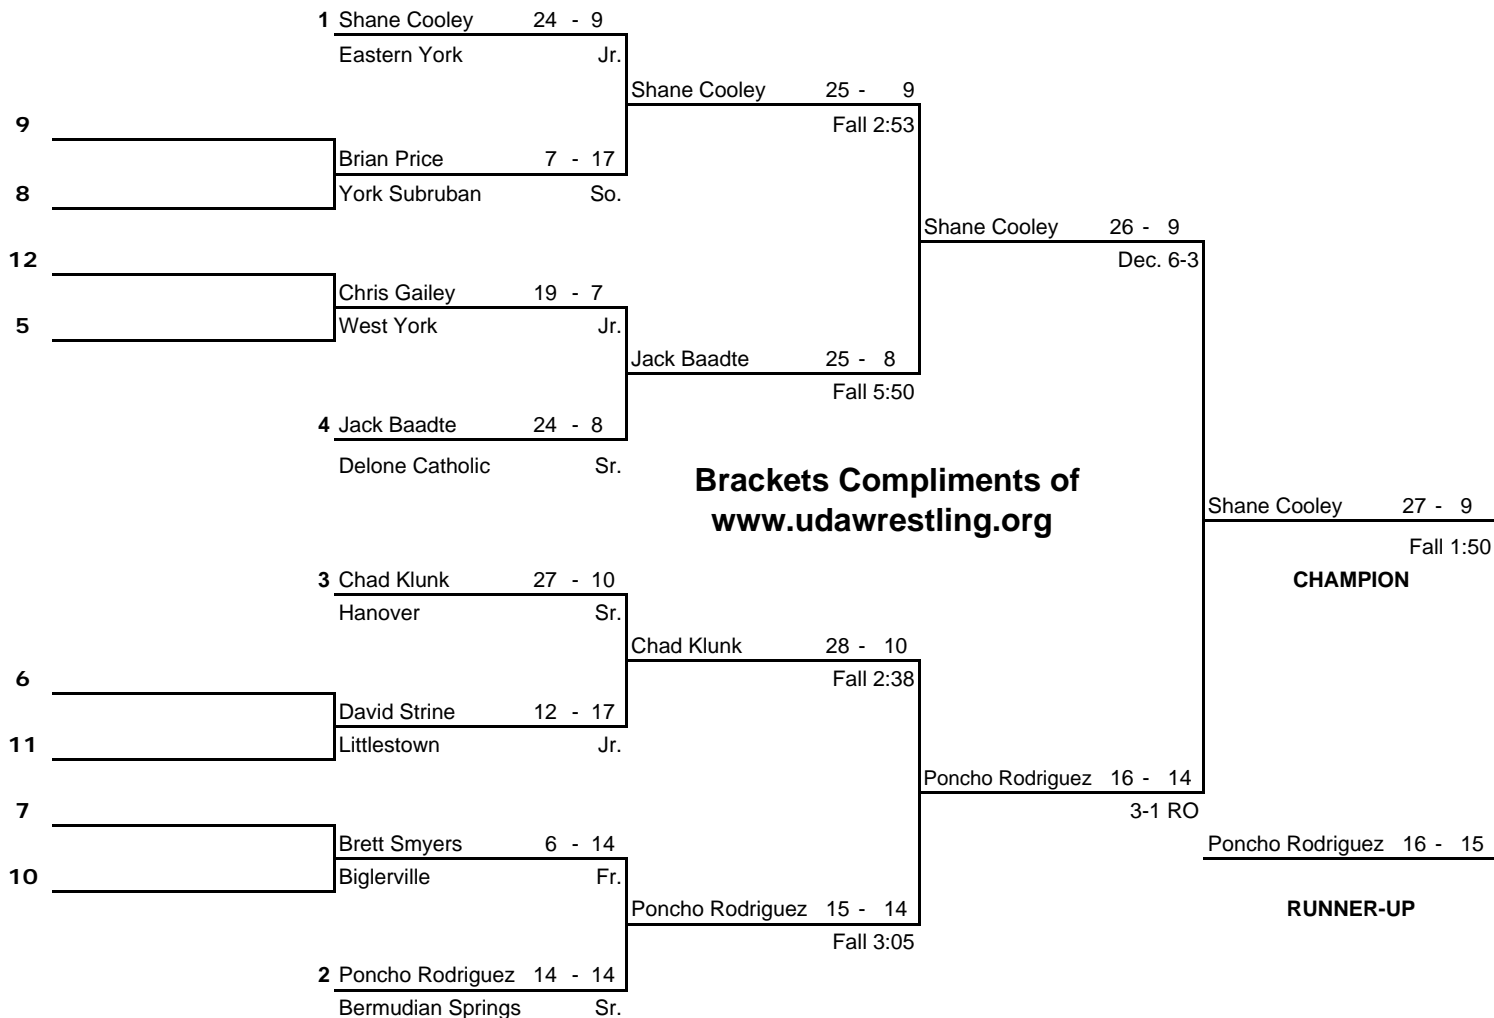 1 Shane Cooley 24 - 9
Eastern York Jr.
Shane Cooley 25 - 9
9
Fall 2:53
Brian Price 7 - 17
8
York Subruban So.
Shane Cooley 26 - 9
12
Dec. 6-3
Chris Gailey 19 - 7
5
West York Jr.
Jack Baadte 25 - 8
Fall 5:50
4 Jack Baadte 24 - 8
Delone Catholic Sr.
Brackets Compliments of
www.udawrestling.org
Shane Cooley 27 - 9
Fall 1:50
CHAMPION
3 Chad Klunk 27 - 10
Hanover Sr.
Chad Klunk 28 - 10
6
Fall 2:38
David Strine 12 - 17
11
Littlestown Jr.
Poncho Rodriguez 16 - 14
7
3-1 RO
Brett Smyers 6 - 14
Poncho Rodriguez 16 - 15
10
Biglerville Fr.
Poncho Rodriguez 15 - 14
RUNNER-UP
Fall 3:05
2 Poncho Rodriguez 14 - 14
Bermudian Springs Sr.